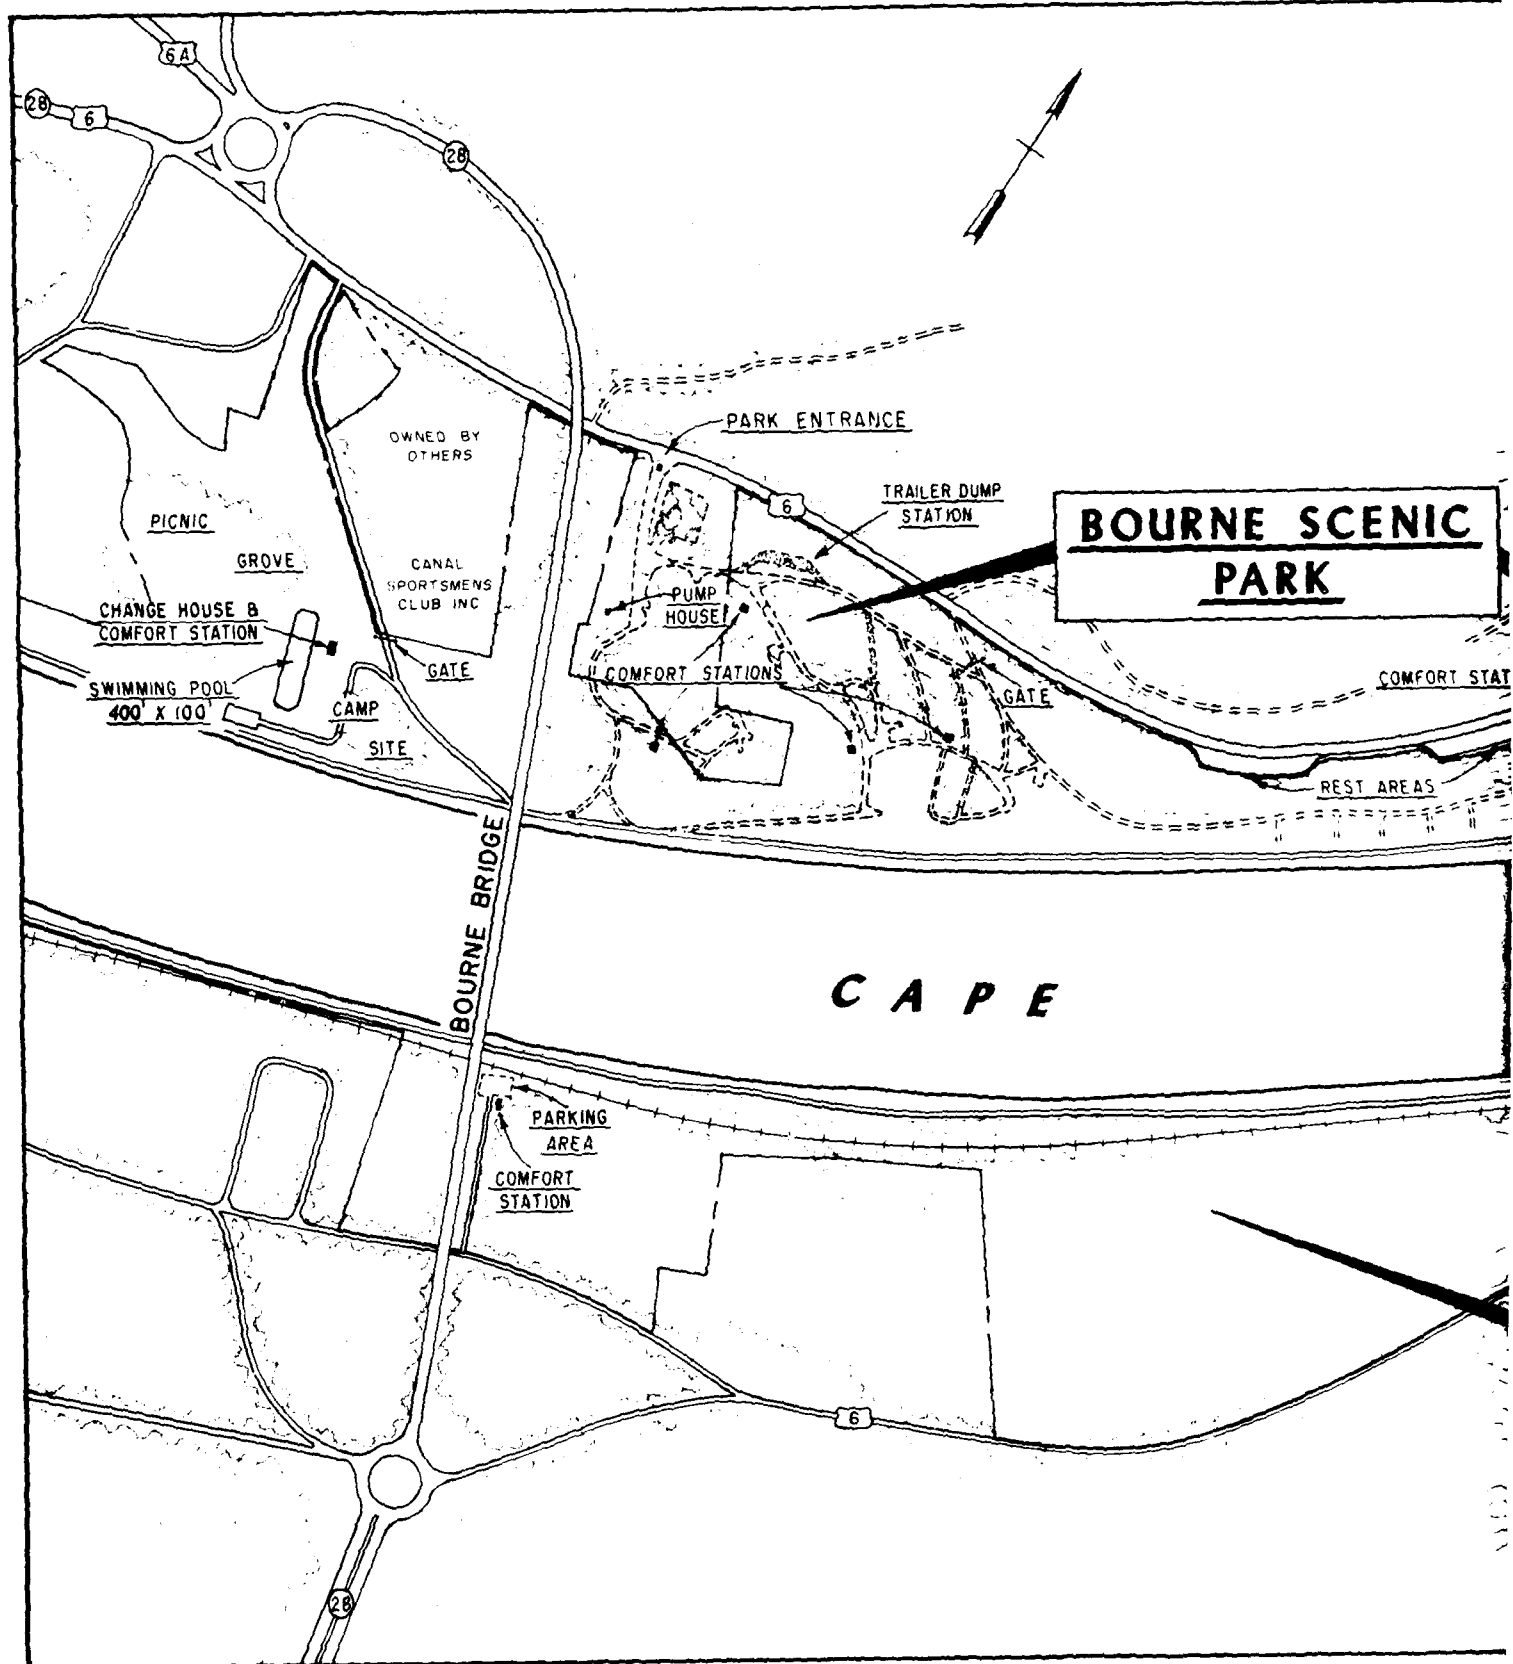 6A
28
6
28
PARK ENTRANCE
OWNED BY
OTHERS
TRAILER DUMP
STATION
6
BOURNE SCENIC
PARK
PICNIC
GROVE
CANAL
SPORTSMENS
CLUB INC
PUMP
HOUSE
CHANGE HOUSE &
COMFORT STATION
GATE
COMFORT STATIONS
GATE
COMFORT STAT
SWIMMING POOL
400' X 100'
CAMP
SITE
REST AREAS
BOURNE BRIDGE
CAPE
PARKING
AREA
COMFORT
STATION
6
28